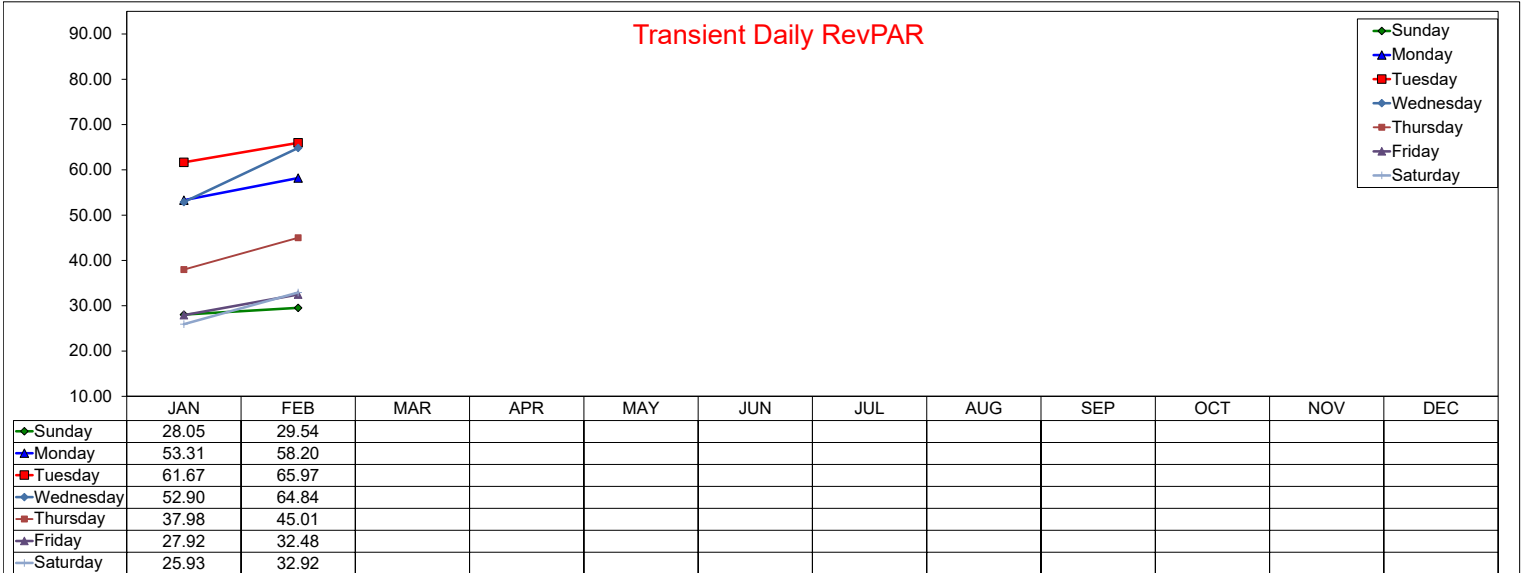 Transient Daily RevPAR
90.00
80.00
70.00
60.00
50.00
40.00
30.00
20.00
10.00
Sunday
Monday
Tuesday
Wednesday
Thursday
Friday
Saturday
JAN FEB MAR APR MAY JUN JUL AUG SEP OCT NOV DEC
Sunday 28.05 29.54
Monday 53.31 58.20
Tuesday 61.67 65.97
Wednesday 52.90 64.84
Thursday 37.98 45.01
Friday 27.92 32.48
Saturday 25.93 32.92